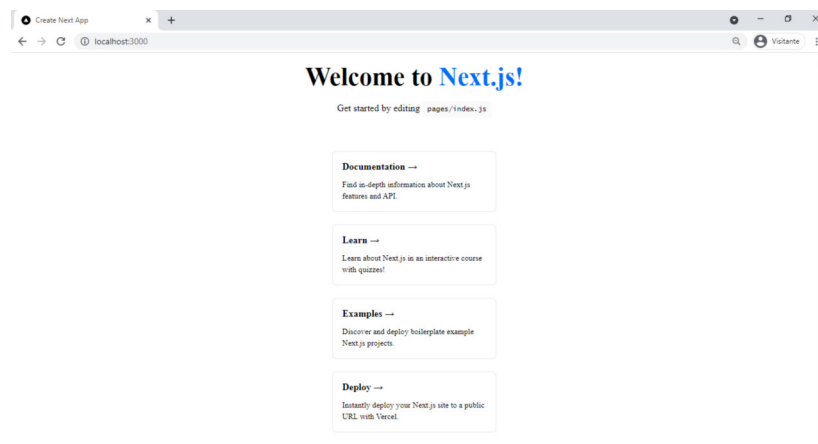 Create Next App
localhost:3000
Visitante
Welcome to Next.js!
Get started by editing pages/index.js
Documentation →
Find in-depth information about Next.js
features and API.
Learn →
Learn about Next.js in an interactive course
with quizzes!
Examples →
Discover and deploy boilerplate example
Next.js projects.
Deploy →
Instantly deploy your Next.js site to a public
URL with Vercel.